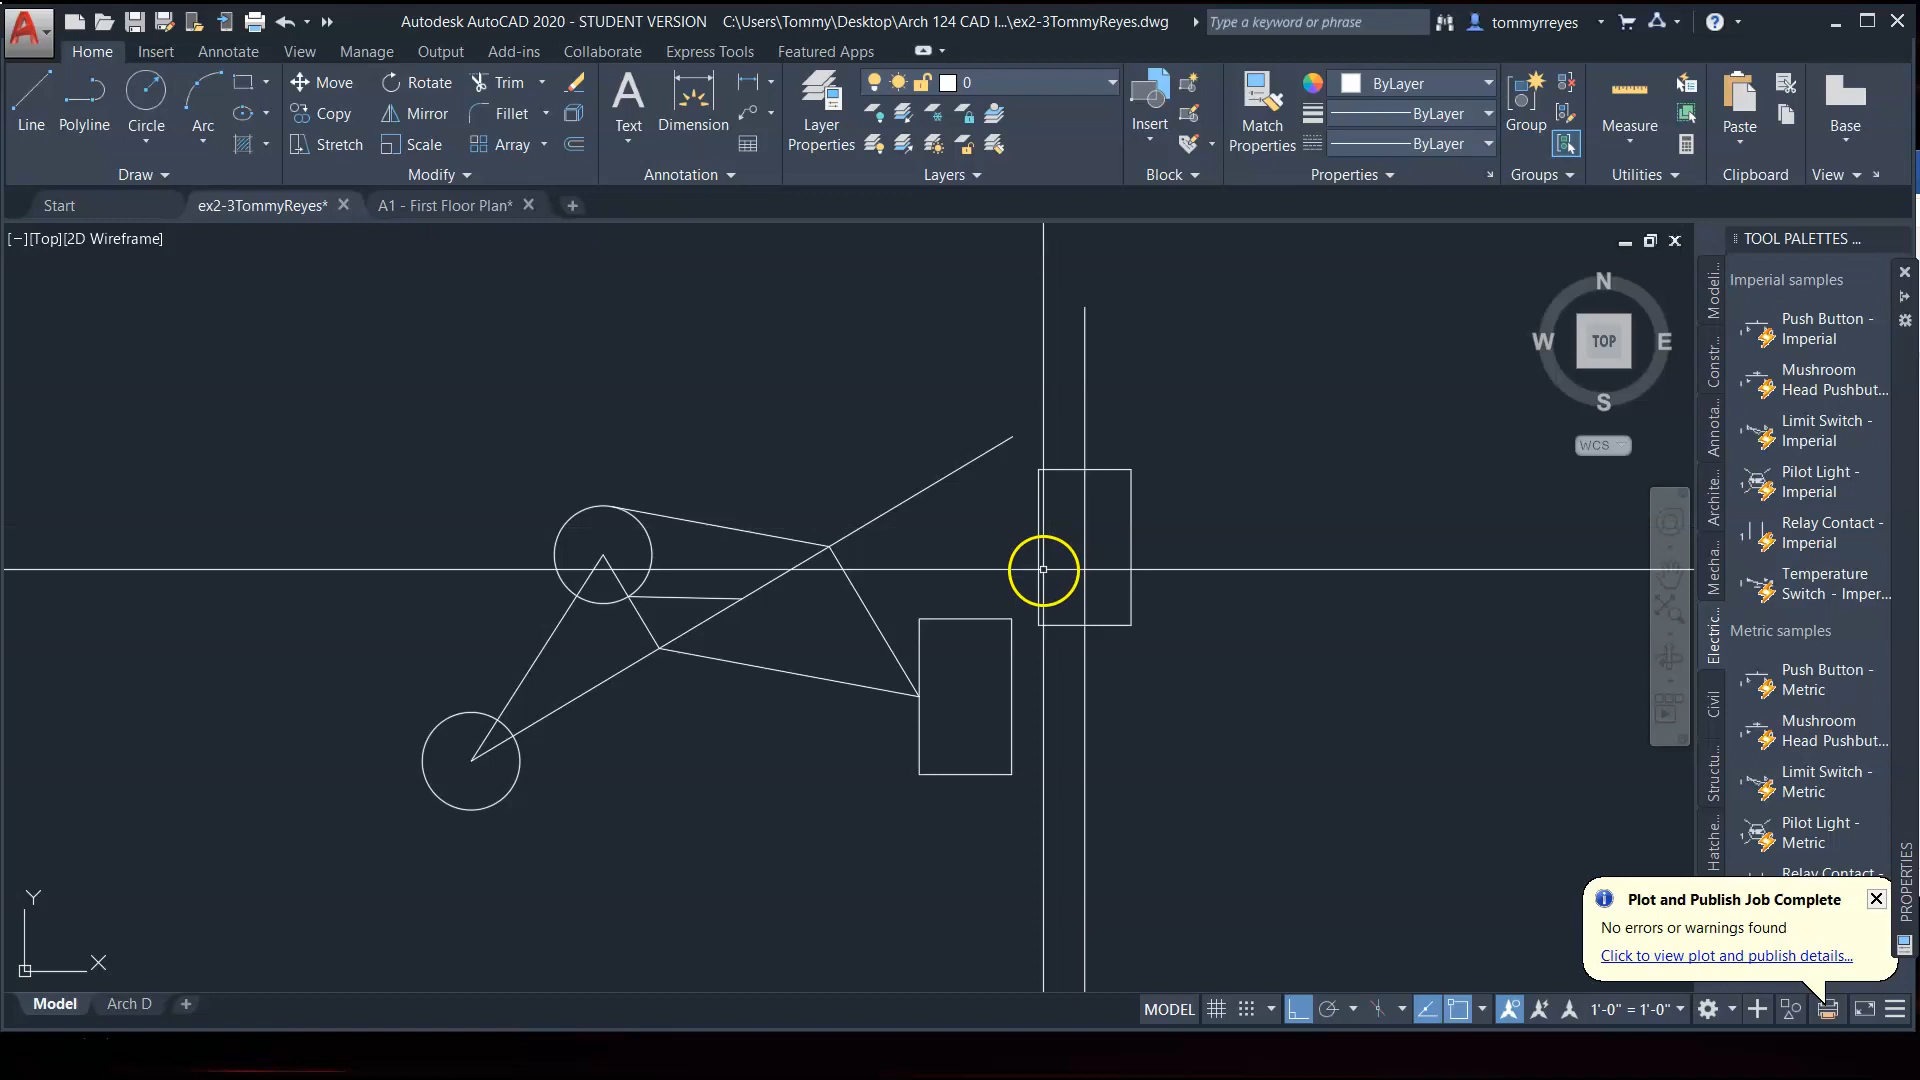 Autodesk AutoCAD 2020 - STUDENT VERSION C:\Users\Tommy\Desktop\Arch 124 CAD I...\ex2-3TommyReyes.dwg
Type a keyword or phrase
tommyrreyes
Home Insert Annotate View Manage Output Add-ins Collaborate Express Tools Featured Apps
Line Polyline Circle Arc
Move Rotate Trim
Copy Mirror Fillet
Stretch Scale Array
Text Dimension
Layer Properties
0
Insert
Match Properties
ByLayer
ByLayer
ByLayer
Group
Measure
Paste
Base
Draw Modify Annotation Layers Block Properties Groups Utilities Clipboard View
Start ex2-3TommyReyes* A1 - First Floor Plan*
[−][Top][2D Wireframe]
N
W TOP E
S
WCS
Y
X
TOOL PALETTES ...
Modeli...
Constr...
Annota...
Archite...
Mecha...
Electric...
Civil
Structu...
Hatche...
Imperial samples
Push Button -
Imperial
Mushroom
Head Pushbut...
Limit Switch -
Imperial
Pilot Light -
Imperial
Relay Contact -
Imperial
Temperature
Switch - Imper...
Metric samples
Push Button -
Metric
Mushroom
Head Pushbut...
Limit Switch -
Metric
Pilot Light -
Metric
Relay Contact -
PROPERTIES
Plot and Publish Job Complete
No errors or warnings found
Click to view plot and publish details...
Model Arch D
MODEL
1'-0" = 1'-0"